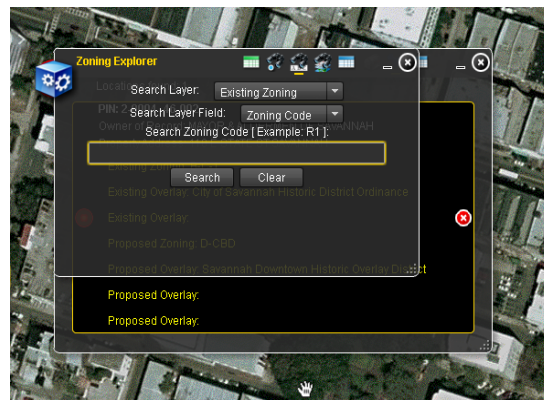 Zoning Explorer
Search Layer: Existing Zoning
Search Layer Field: Zoning Code
Search Zoning Code [ Example: R1 ]:
Search Clear
Existing Overlay: City of Savannah Historic District Ordinance
Existing Overlay:
Proposed Zoning: D-CBD
Proposed Overlay: Savannah Downtown Historic Overlay District
Proposed Overlay:
Proposed Overlay: